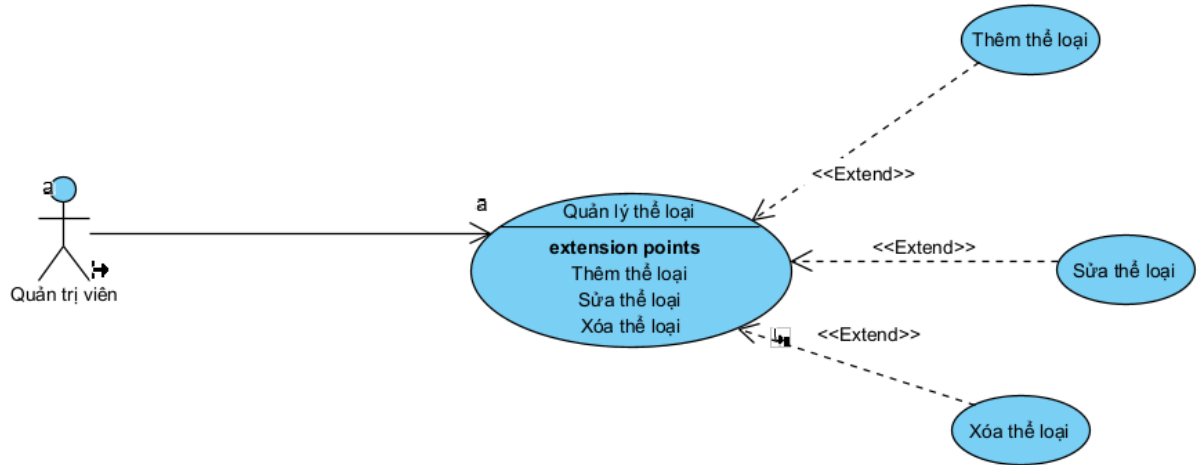 Thêm thể loại
<<Extend>>
a
a
Quản lý thể loại
extension points
Thêm thể loại
Sửa thể loại
Xóa thể loại
<<Extend>>
Sửa thể loại
Quản trị viên
<<Extend>>
Xóa thể loại